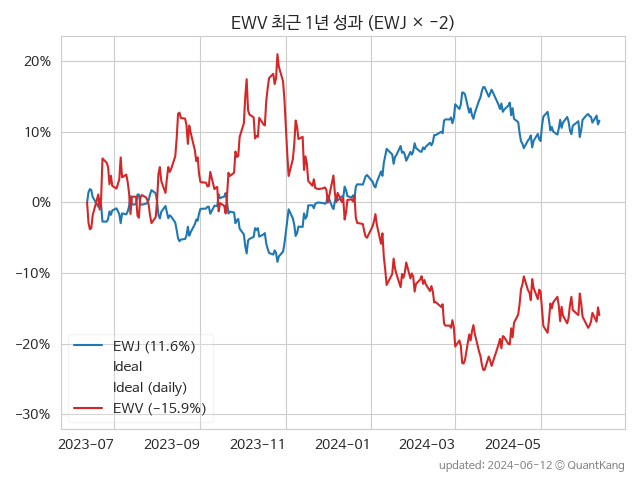 EWV 최근 1년 성과 (EWJ × −2)
20%
10%
0%
−10%
−20%
−30%
EWJ (11.6%)
Ideal
Ideal (daily)
EWV (−15.9%)
2023-07
2023-09
2023-11
2024-01
2024-03
2024-05
updated: 2024-06-12 © QuantKang